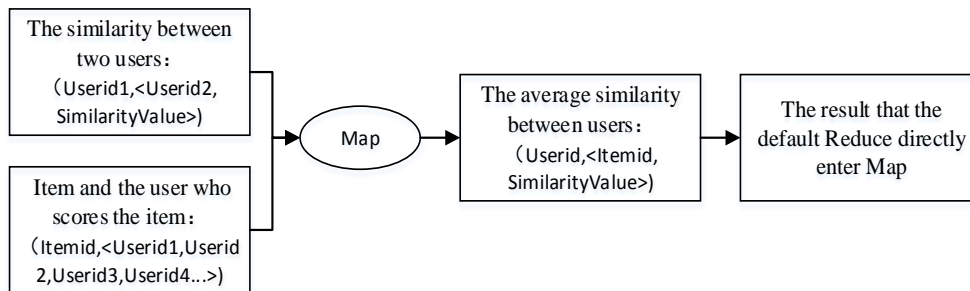 The similarity between
two users：
（Userid1,<Userid2,
SimilarityValue>)
Item and the user who
scores the item：
（Itemid,<Userid1,Userid
2,Userid3,Userid4...>)
Map
The average similarity
between users：
（Userid,<Itemid,
SimilarityValue>)
The result that the
default Reduce directly
enter Map